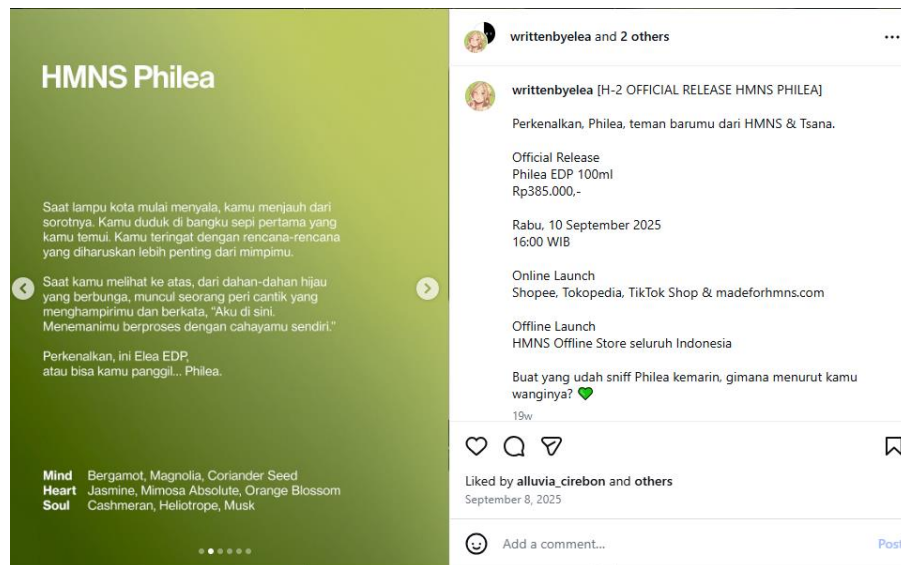 HMNS Philea
Saat lampu kota mulai menyala, kamu menjauh dari
sorotnya. Kamu duduk di bangku sepi pertama yang
kamu temui. Kamu teringat dengan rencana-rencana
yang diharuskan lebih penting dari mimpimu.
Saat kamu melihat ke atas, dari dahan-dahan hijau
yang berbunga, muncul seorang peri cantik yang
menghampirimu dan berkata, "Aku di sini.
Menemanimu berproses dengan cahayamu sendiri."
Perkenalkan, ini Elea EDP,
atau bisa kamu panggil... Philea.
Mind Bergamot, Magnolia, Coriander Seed
Heart Jasmine, Mimosa Absolute, Orange Blossom
Soul Cashmeran, Heliotrope, Musk
writtenbyelea and 2 others
writtenbyelea [H-2 OFFICIAL RELEASE HMNS PHILEA]
Perkenalkan, Philea, teman barumu dari HMNS & Tsana.
Official Release
Philea EDP 100ml
Rp385.000,-
Rabu, 10 September 2025
16:00 WIB
Online Launch
Shopee, Tokopedia, TikTok Shop & madeforhmns.com
Offline Launch
HMNS Offline Store seluruh Indonesia
Buat yang udah sniff Philea kemarin, gimana menurut kamu
wanginya? 💚
19w
Liked by alluvia_cirebon and others
September 8, 2025
Add a comment...
Post